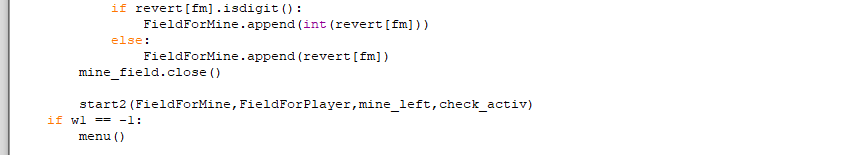 if revert[fm].isdigit():
FieldForMine.append(int(revert[fm]))
else:
FieldForMine.append(revert[fm])
mine_field.close()
start2(FieldForMine,FieldForPlayer,mine_left,check_activ)
if wl == -1:
menu()